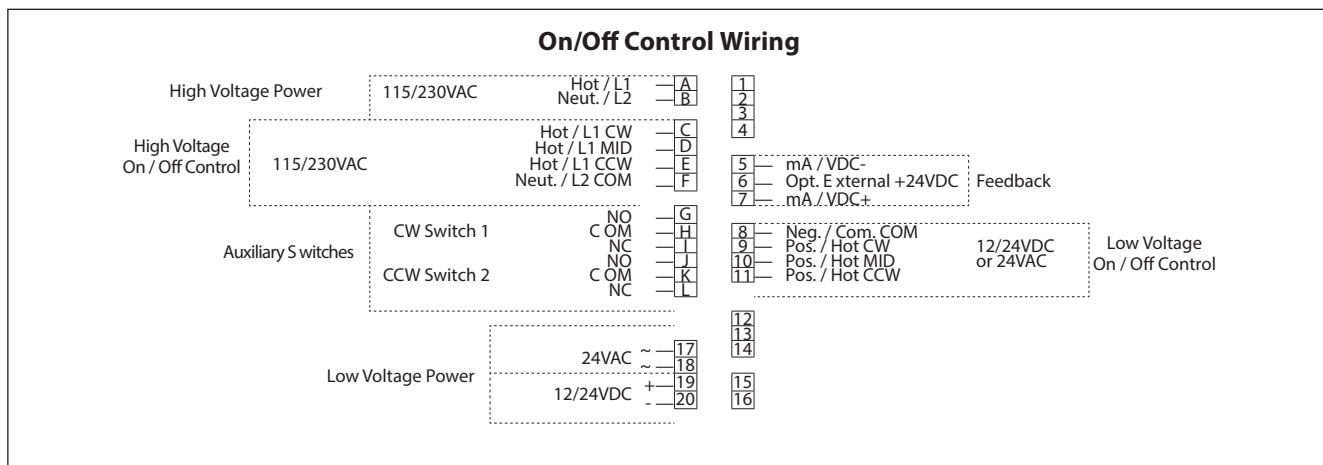 On/Off Control Wiring
High Voltage Power
115/230VAC
Hot / L1 — A
Neut. / L2 — B
High Voltage
On / Off Control
115/230VAC
Hot / L1 CW — C
Hot / L1 MID — D
Hot / L1 CCW — E
Neut. / L2 COM — F
Auxiliary S witches
CW Switch 1
NO — G
C OM — H
NC — I
CCW Switch 2
NO — J
C OM — K
NC — L
Low Voltage Power
24VAC
~ — 17
~ — 18
12/24VDC
+ — 19
- — 20
1
2
3
4
5 — mA / VDC-
6 — Opt. E xternal +24VDC
7 — mA / VDC+
Feedback
8 — Neg. / Com. COM
9 — Pos. / Hot CW
10 — Pos. / Hot MID
11 — Pos. / Hot CCW
12/24VDC
or 24VAC
Low Voltage
On / Off Control
12
13
14
15
16